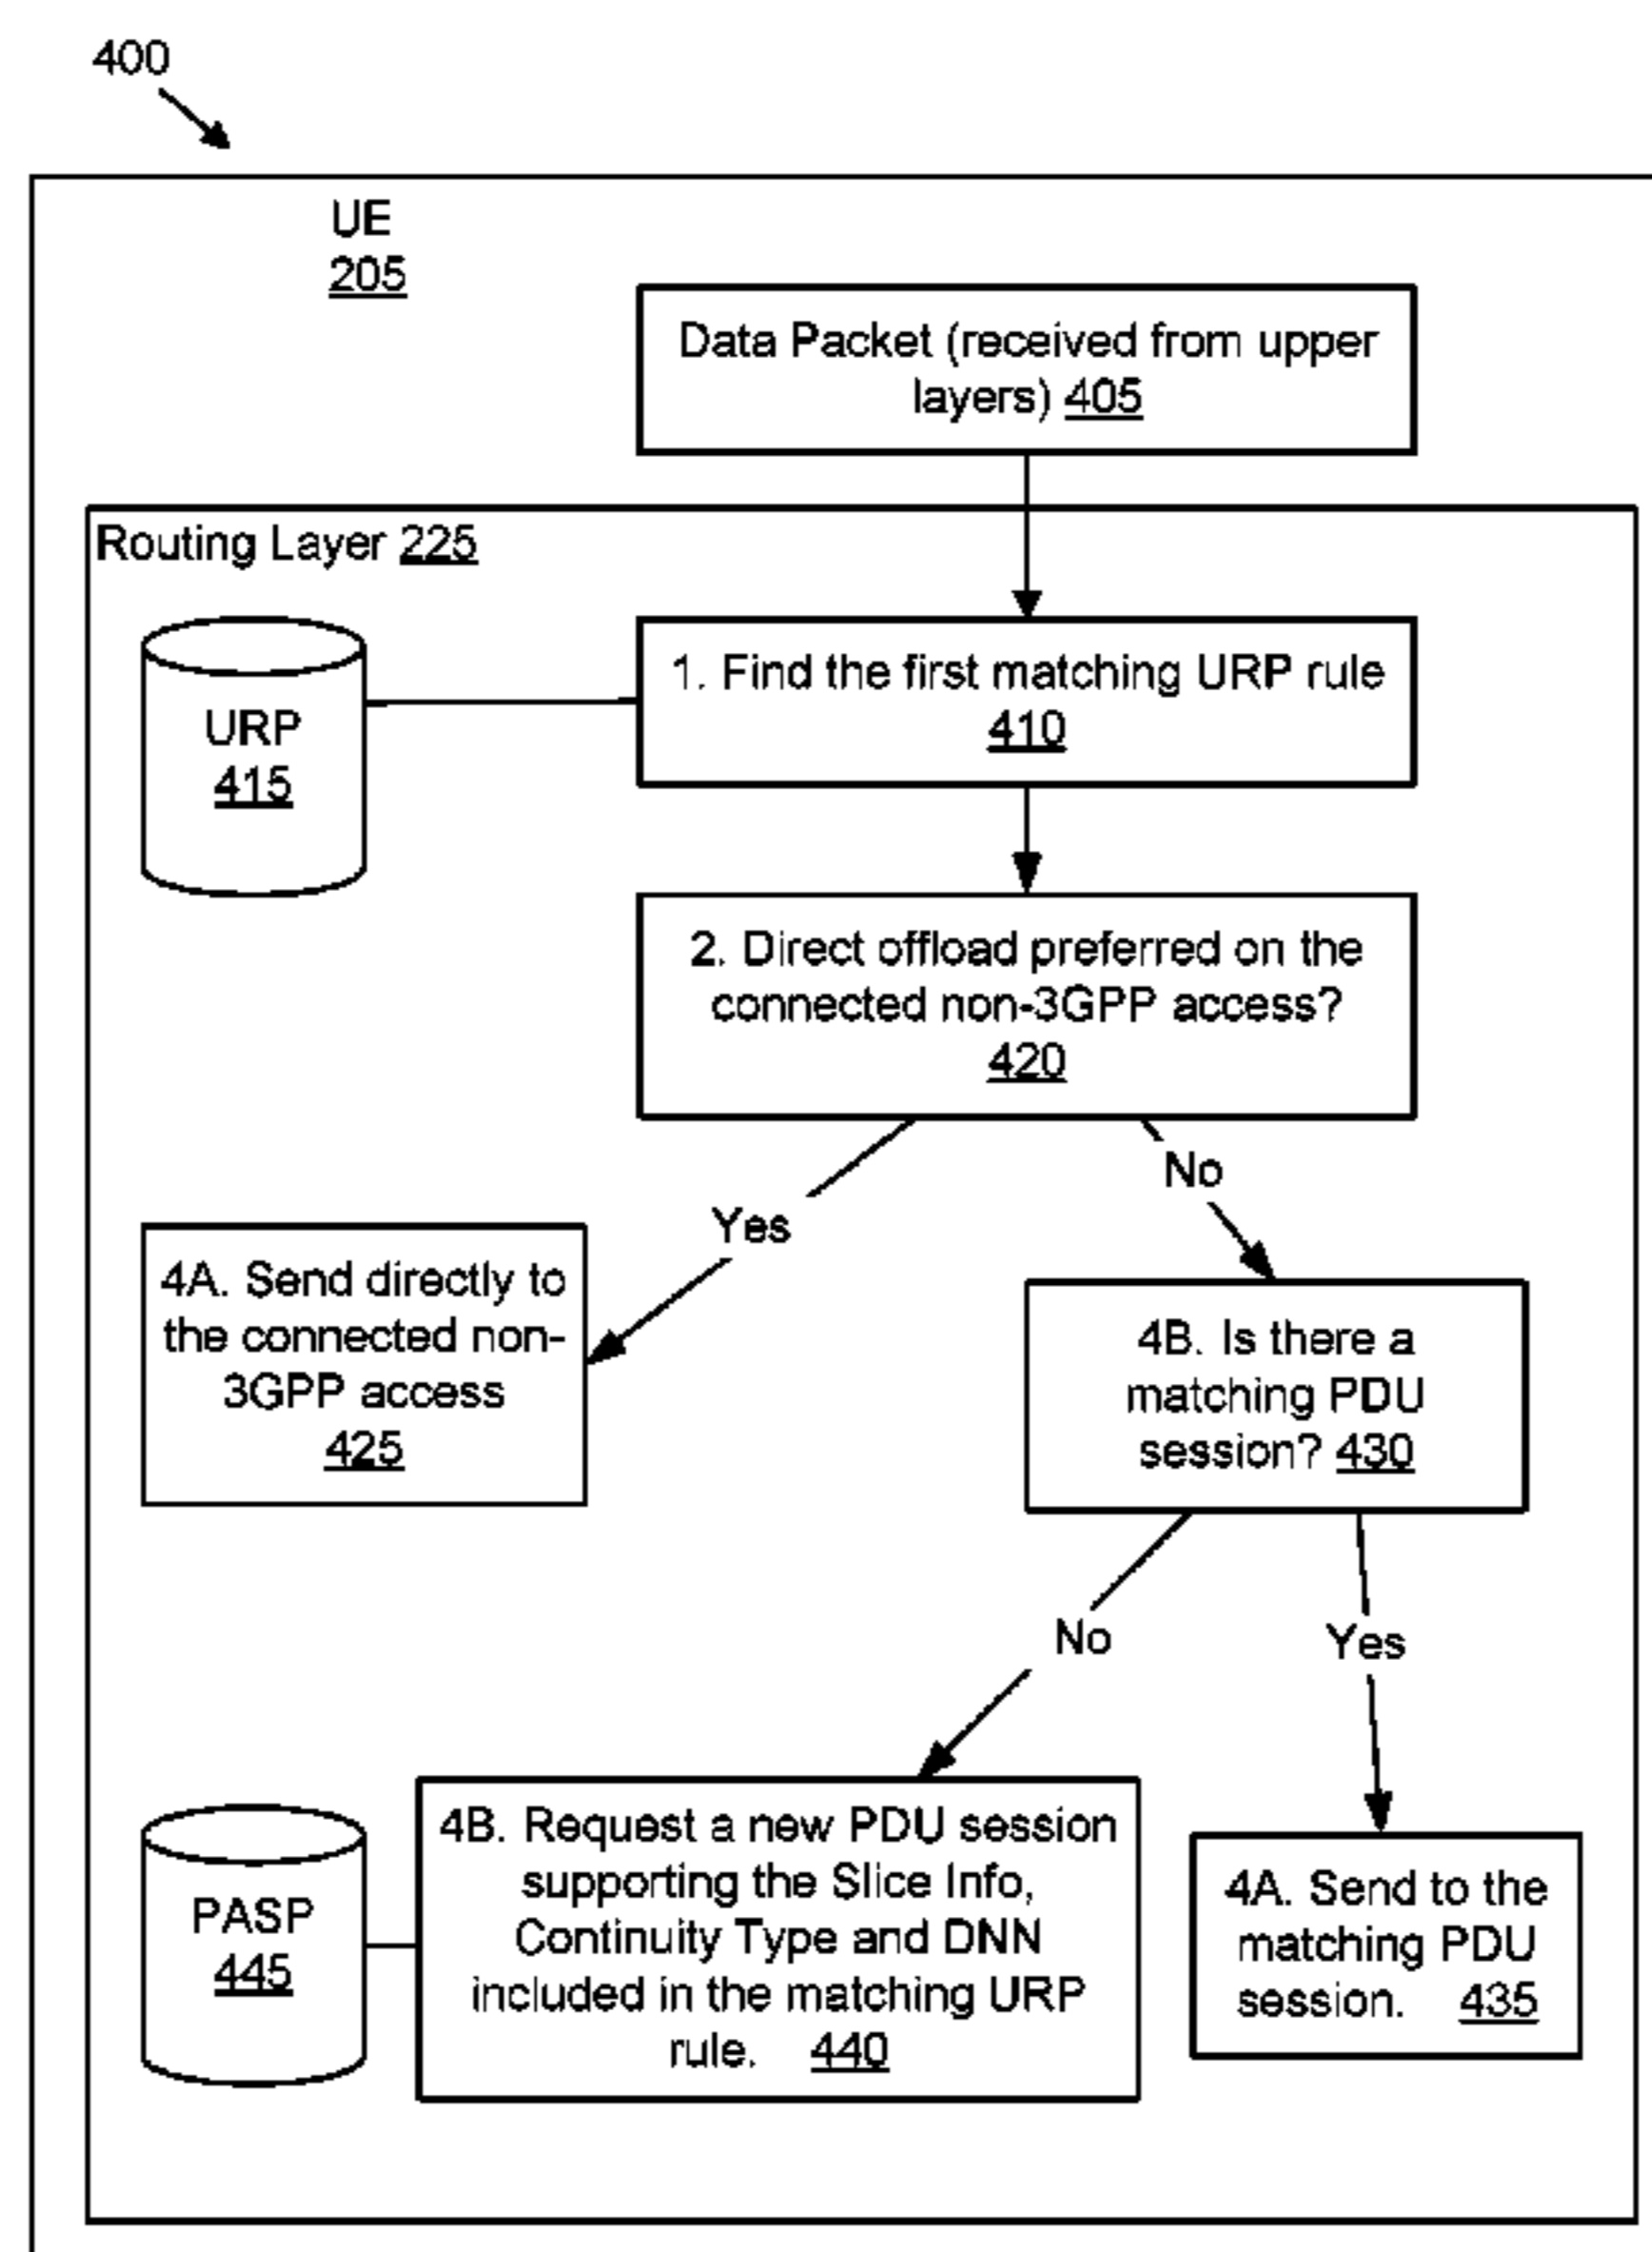 400
UE
205
Data Packet (received from upper
layers) 405
Routing Layer 225
URP
415
1. Find the first matching URP rule
410
2. Direct offload preferred on the
connected non-3GPP access?
420
Yes
No
4A. Send directly to
the connected non-
3GPP access
425
4B. Is there a
matching PDU
session? 430
No
Yes
PASP
445
4B. Request a new PDU session
supporting the Slice Info,
Continuity Type and DNN
included in the matching URP
rule. 440
4A. Send to the
matching PDU
session. 435